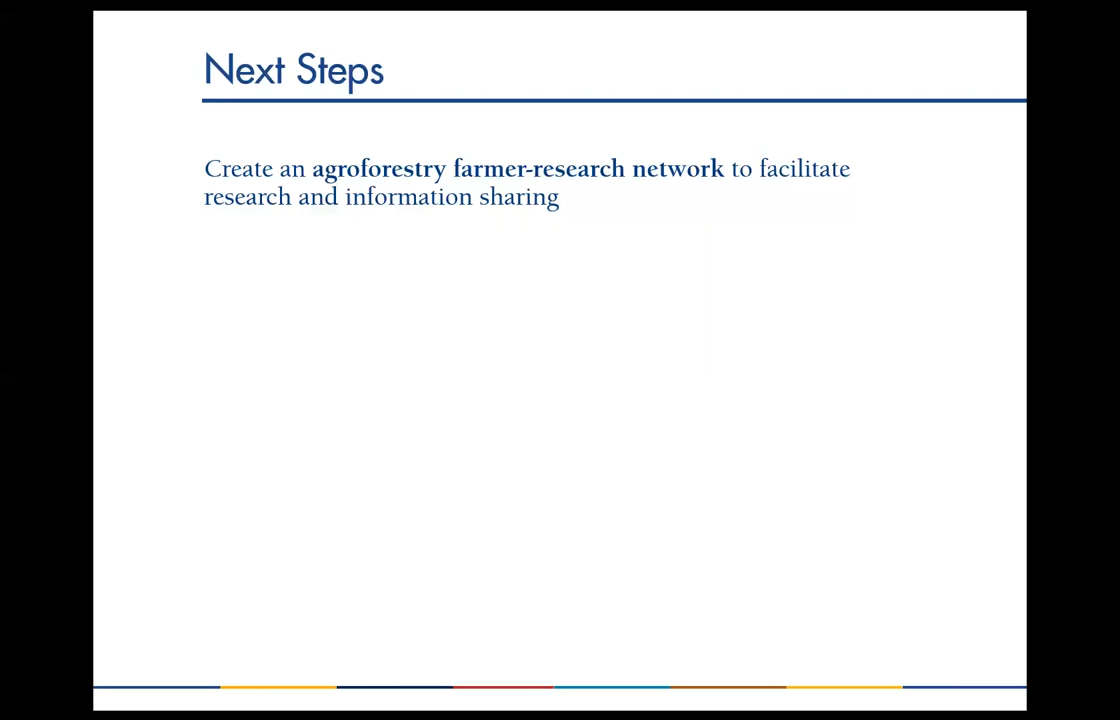 Next Steps
Create an agroforestry farmer-research network to facilitate
research and information sharing